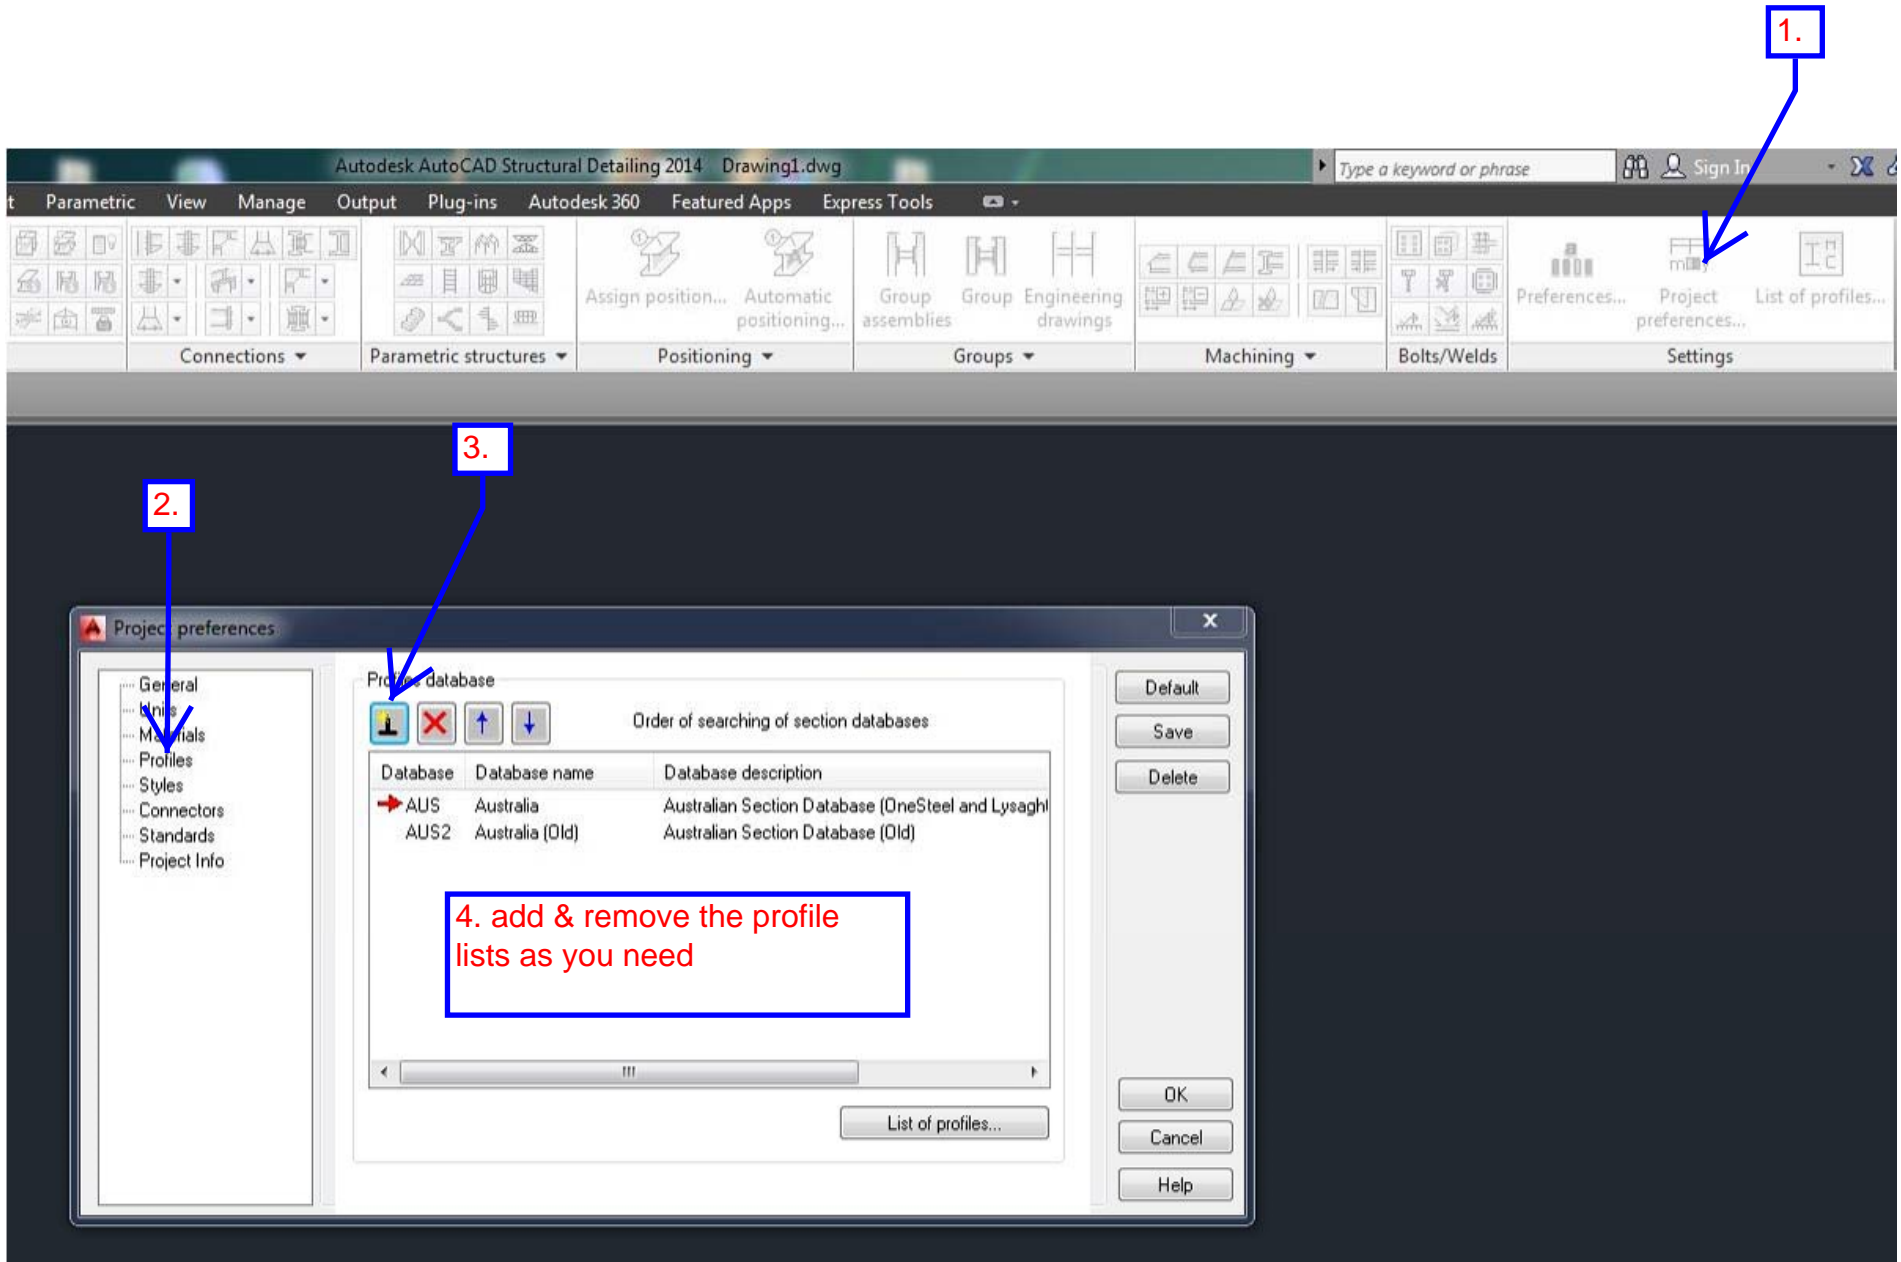 1.
Autodesk AutoCAD Structural Detailing 2014 Drawing1.dwg
Type a keyword or phrase
Sign In
t Parametric View Manage Output Plug-ins Autodesk 360 Featured Apps Express Tools
Assign position... Automatic positioning...
Group assemblies Group Engineering drawings
Preferences... Project preferences... List of profiles...
Connections Parametric structures Positioning Groups Machining Bolts/Welds Settings
3.
2.
Project preferences
General
Units
Materials
Profiles
Styles
Connectors
Standards
Project Info
Profiles database
Order of searching of section databases
Database Database name Database description
AUS Australia Australian Section Database (OneSteel and Lysaght
AUS2 Australia (Old) Australian Section Database (Old)
4. add & remove the profile
lists as you need
List of profiles...
Default
Save
Delete
OK
Cancel
Help